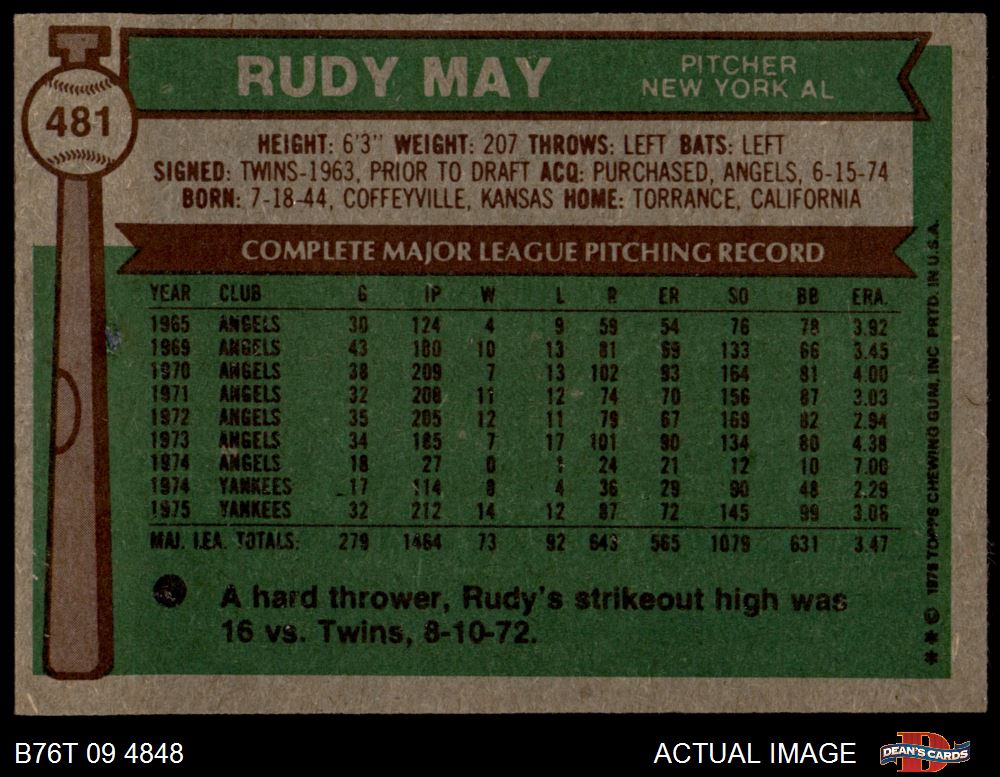 T
481
RUDY MAY
PITCHER
NEW YORK AL
HEIGHT: 6'3" WEIGHT: 207 THROWS: LEFT BATS: LEFT
SIGNED: TWINS-1963, PRIOR TO DRAFT ACQ: PURCHASED, ANGELS, 6-15-74
BORN: 7-18-44, COFFEYVILLE, KANSAS HOME: TORRANCE, CALIFORNIA
COMPLETE MAJOR LEAGUE PITCHING RECORD
YEAR CLUB G IP W L R ER SO BB ERA.
1965 ANGELS 30 124 4 9 59 54 76 78 3.92
1969 ANGELS 43 180 10 13 81 69 133 66 3.45
1970 ANGELS 38 209 7 13 102 93 164 81 4.00
1971 ANGELS 32 208 11 12 74 70 156 87 3.03
1972 ANGELS 35 205 12 11 79 67 169 82 2.94
1973 ANGELS 34 185 7 17 101 90 134 80 4.38
1974 ANGELS 18 27 0 1 24 21 12 10 7.00
1974 YANKEES 17 114 8 4 36 29 90 48 2.29
1975 YANKEES 32 212 14 12 87 72 145 99 3.06
MAJ. LEA. TOTALS: 279 1464 73 92 643 565 1079 631 3.47
A hard thrower, Rudy's strikeout high was
16 vs. Twins, 8-10-72.
** © 1976 TOPPS CHEWING GUM, INC PRTD. IN U.S.A.
B76T 09 4848
ACTUAL IMAGE
DEAN'S CARDS